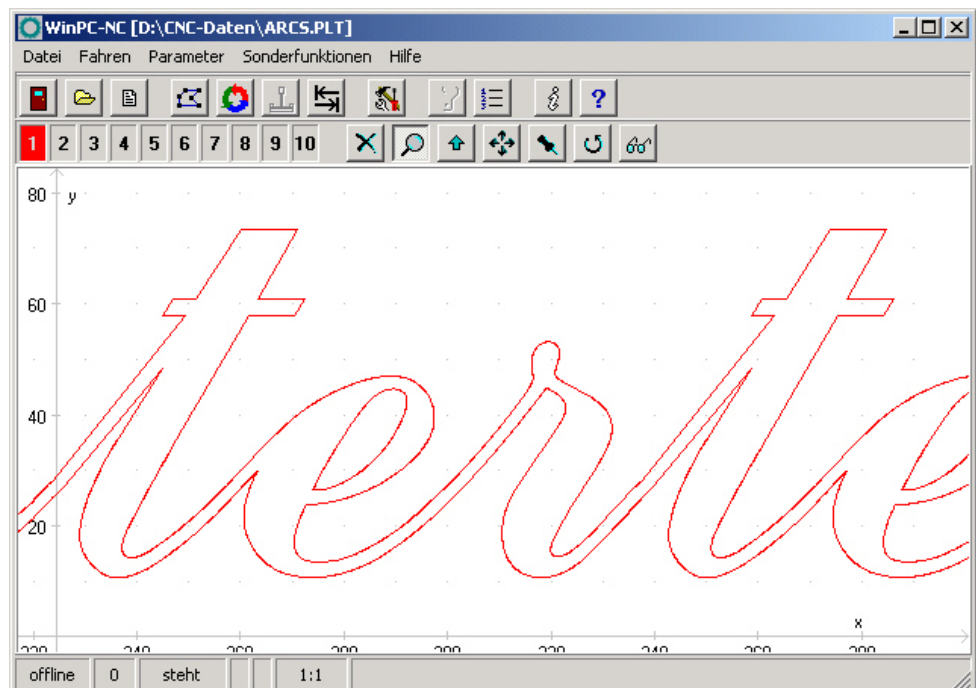 WinPC-NC [D:\CNC-Daten\ARCS.PLT]
Datei Fahren Parameter Sonderfunktionen Hilfe
1 2 3 4 5 6 7 8 9 10
80 y
60
40
20
terte
x
offline 0 steht 1:1